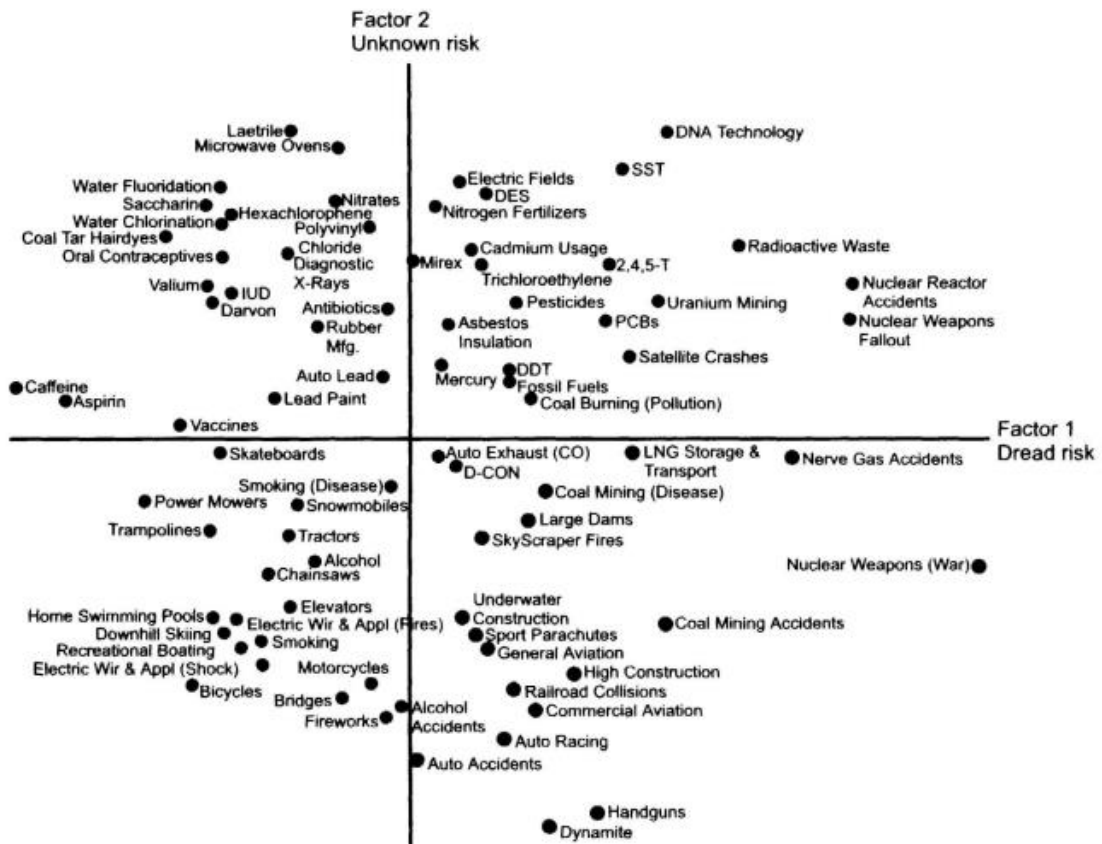 Factor 2
Unknown risk
Laetrile
Microwave Ovens
DNA Technology
SST
Water Fluoridation
Saccharin
Water Chlorination
Coal Tar Hairdyes
Oral Contraceptives
Nitrates
Hexachlorophene
Polyvinyl
Chloride
Diagnostic
X-Rays
Electric Fields
DES
Nitrogen Fertilizers
Cadmium Usage
Mirex
Trichloroethylene
2,4,5-T
Radioactive Waste
Valium
IUD
Darvon
Antibiotics
Rubber
Mfg.
Pesticides
Uranium Mining
Nuclear Reactor
Accidents
Asbestos
Insulation
PCBs
Nuclear Weapons
Fallout
Satellite Crashes
Auto Lead
Mercury
DDT
Fossil Fuels
Caffeine
Aspirin
Lead Paint
Coal Burning (Pollution)
Vaccines
Factor 1
Dread risk
Skateboards
Auto Exhaust (CO)
D-CON
LNG Storage &
Transport
Nerve Gas Accidents
Smoking (Disease)
Power Mowers
Snowmobiles
Coal Mining (Disease)
Trampolines
Tractors
Large Dams
SkyScraper Fires
Alcohol
Chainsaws
Nuclear Weapons (War)
Elevators
Home Swimming Pools
Electric Wir & Appl (Fires)
Downhill Skiing
Smoking
Recreational Boating
Electric Wir & Appl (Shock)
Underwater
Construction
Sport Parachutes
General Aviation
Coal Mining Accidents
Motorcycles
High Construction
Bicycles
Bridges
Railroad Collisions
Fireworks
Alcohol
Accidents
Commercial Aviation
Auto Racing
Auto Accidents
Handguns
Dynamite